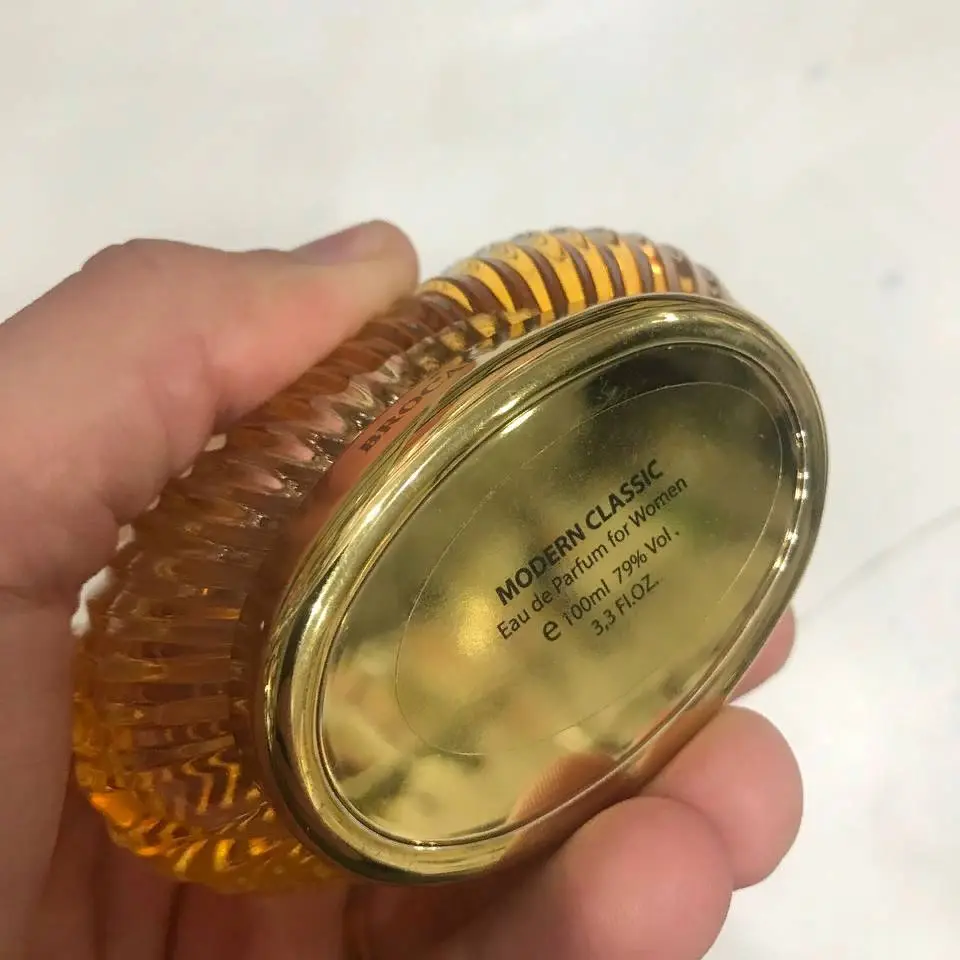 MODERN CLASSIC
Eau de Parfum for Women
e 100ml 79% Vol.
3,3 Fl.OZ.